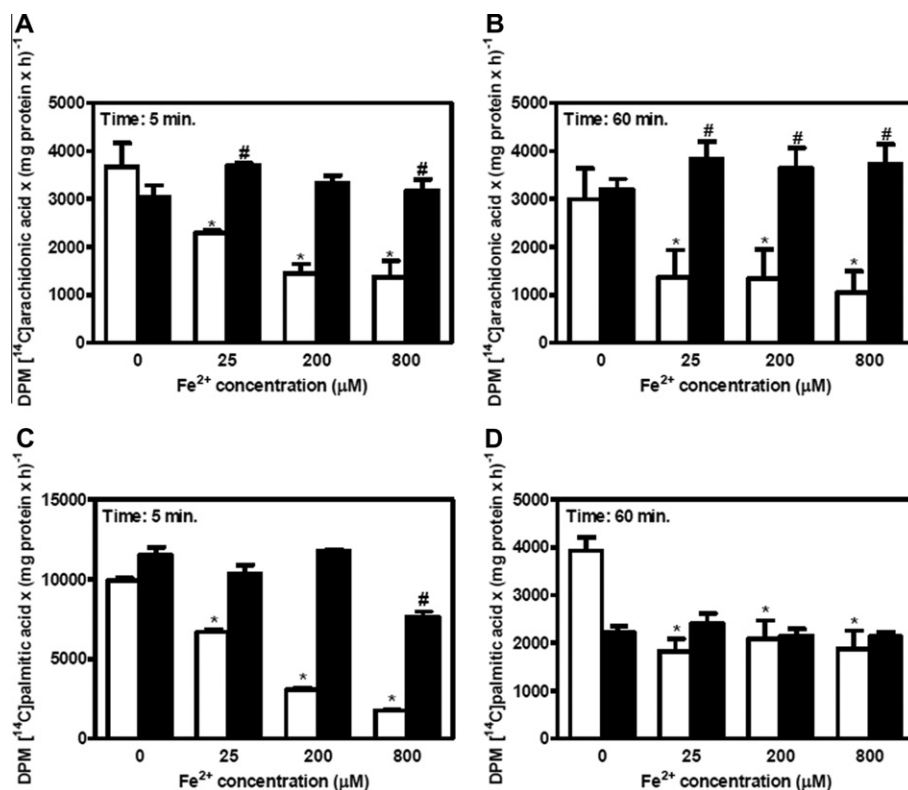 A
DPM [¹⁴C]arachidonic acid x (mg protein x h)⁻¹
5000
4000
3000
2000
1000
0
Time: 5 min.
* # * * #
0 25 200 800
Fe²⁺ concentration (µM)
B
DPM [¹⁴C]arachidonic acid x (mg protein x h)⁻¹
5000
4000
3000
2000
1000
0
Time: 60 min.
* # * # * #
0 25 200 800
Fe²⁺ concentration (µM)
C
DPM [¹⁴C]palmitic acid x (mg protein x h)⁻¹
15000
10000
5000
0
Time: 5 min.
* * * #
0 25 200 800
Fe²⁺ concentration (µM)
D
DPM [¹⁴C]palmitic acid x (mg protein x h)⁻¹
5000
4000
3000
2000
1000
0
Time: 60 min.
* * *
0 25 200 800
Fe²⁺ concentration (µM)